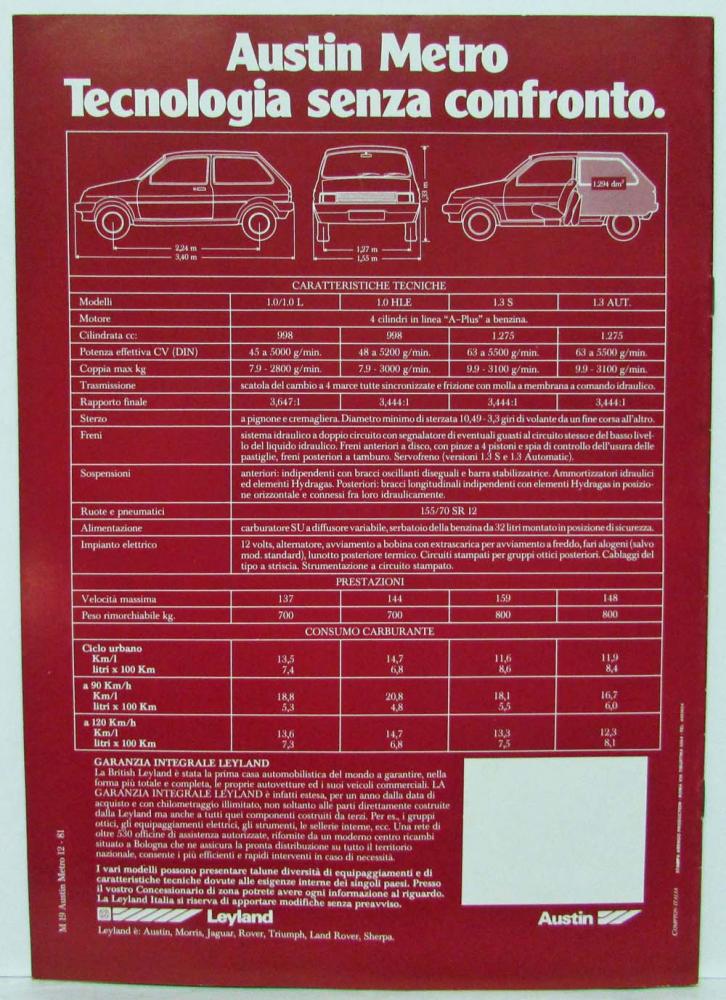 Austin Metro
Tecnologia senza confronto.
2,24 m
3,40 m
1,33 m
1,27 m
1,55 m
1.294 dm³
CARATTERISTICHE TECNICHE
Modelli 1.0/1.0 L 1.0 HLE 1.3 S 1.3 AUT.
Motore 4 cilindri in linea "A-Plus" a benzina.
Cilindrata cc: 998 998 1.275 1.275
Potenza effettiva CV (DIN) 45 a 5000 g/min. 48 a 5200 g/min. 63 a 5500 g/min. 63 a 5500 g/min.
Coppia max kg 7.9 - 2800 g/min. 7.9 - 3000 g/min. 9.9 - 3100 g/min. 9.9 - 3100 g/min.
Trasmissione scatola del cambio a 4 marce tutte sincronizzate e frizione con molla a membrana a comando idraulico.
Rapporto finale 3,647:1 3,444:1 3,444:1 3,444:1
Sterzo a pignone e cremagliera. Diametro minimo di sterzata 10,49 - 3,3 giri di volante da un fine corsa all'altro.
Freni sistema idraulico a doppio circuito con segnalatore di eventuali guasti al circuito stesso e del basso livel-
lo del liquido idraulico. Freni anteriori a disco, con pinze a 4 pistoni e spia di controllo dell'usura delle
pastiglie, freni posteriori a tamburo. Servofreno (versioni 1.3 S e 1.3 Automatic).
Sospensioni anteriori: indipendenti con bracci oscillanti diseguali e barra stabilizzatrice. Ammortizzatori idraulici
ed elementi Hydragas. Posteriori: bracci longitudinali indipendenti con elementi Hydragas in posizio-
ne orizzontale e connessi fra loro idraulicamente.
Ruote e pneumatici 155/70 SR 12
Alimentazione carburatore SU a diffusore variabile, serbatoio della benzina da 32 litri montato in posizione di sicurezza.
Impianto elettrico 12 volts, alternatore, avviamento a bobina con extrascarica per avviamento a freddo, fari alogeni (salvo
mod. standard), lunotto posteriore termico. Circuiti stampati per gruppi ottici posteriori. Cablaggi del
tipo a striscia. Strumentazione a circuito stampato.
PRESTAZIONI
Velocità massima 137 144 159 148
Peso rimorchiabile kg. 700 700 800 800
CONSUMO CARBURANTE
Ciclo urbano
Km/l 13,5 14,7 11,6 11,9
litri x 100 Km 7,4 6,8 8,6 8,4
a 90 Km/h
Km/l 18,8 20,8 18,1 16,7
litri x 100 Km 5,3 4,8 5,5 6,0
a 120 Km/h
Km/l 13,6 14,7 13,3 12,3
litri x 100 Km 7,3 6,8 7,5 8,1
GARANZIA INTEGRALE LEYLAND
La British Leyland è stata la prima casa automobilistica del mondo a garantire, nella
forma più totale e completa, le proprie autovetture ed i suoi veicoli commerciali. LA
GARANZIA INTEGRALE LEYLAND è infatti estesa, per un anno dalla data di
acquisto e con chilometraggio illimitato, non soltanto alle parti direttamente costruite
dalla Leyland ma anche a tutti quei componenti costruiti da terzi. Per es., i gruppi
ottici, gli equipaggiamenti elettrici, gli strumenti, le sellerie interne, ecc. Una rete di
oltre 530 officine di assistenza autorizzate, rifornite da un moderno centro ricambi
situato a Bologna che ne assicura la pronta distribuzione su tutto il territorio
nazionale, consente i più efficienti e rapidi interventi in caso di necessità.
I vari modelli possono presentare talune diversità di equipaggiamenti e di
caratteristiche tecniche dovute alle esigenze interne dei singoli paesi. Presso
il vostro Concessionario di zona potrete avere ogni informazione al riguardo.
La Leyland Italia si riserva di apportare modifiche senza preavviso.
Leyland
Austin
Leyland è: Austin, Morris, Jaguar, Rover, Triumph, Land Rover, Sherpa.
M 19 Austin Metro 12 - 81
COMPTON ITALIA